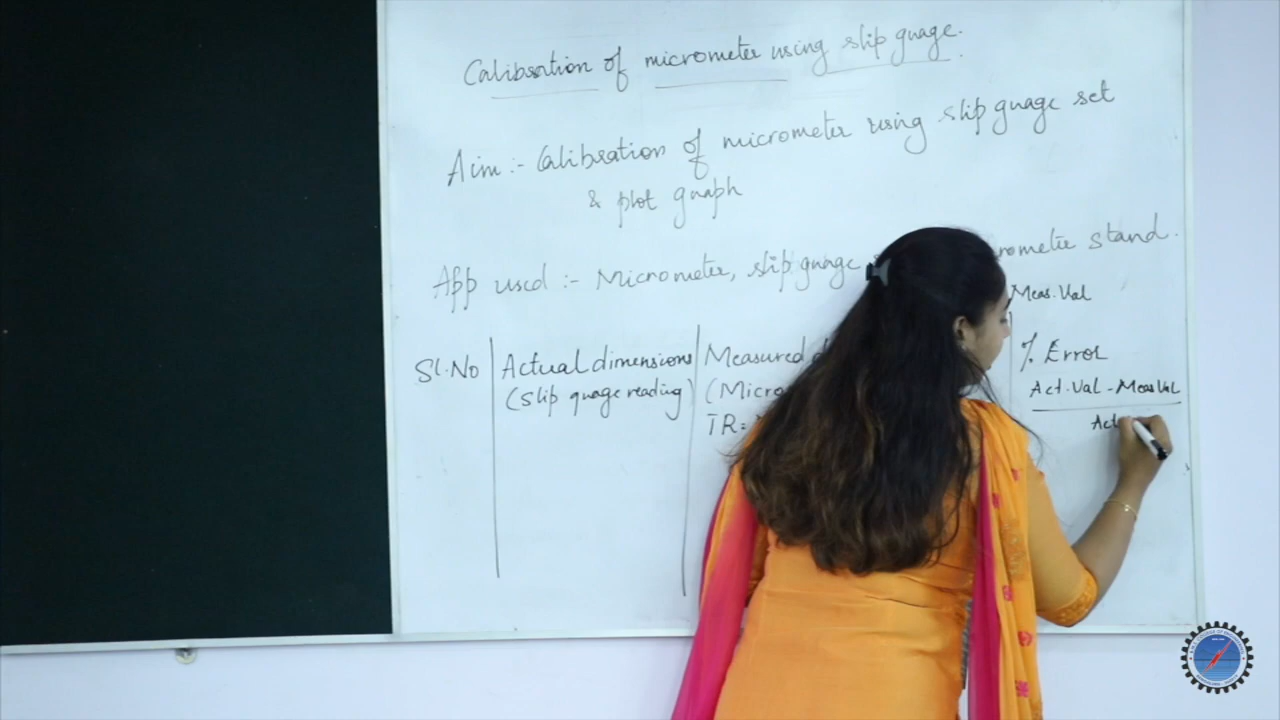 Calibration of micrometer using slip guage.
Aim :- Calibration of micrometer using slip guage set
& plot graph
App used :- Micrometer, slip guage rometer stand.
Meas.Val
Sl.No Actual dimensions Measured d % Error
(Slip guage reading) (Micro Act.Val - Meas Val
TR= Act